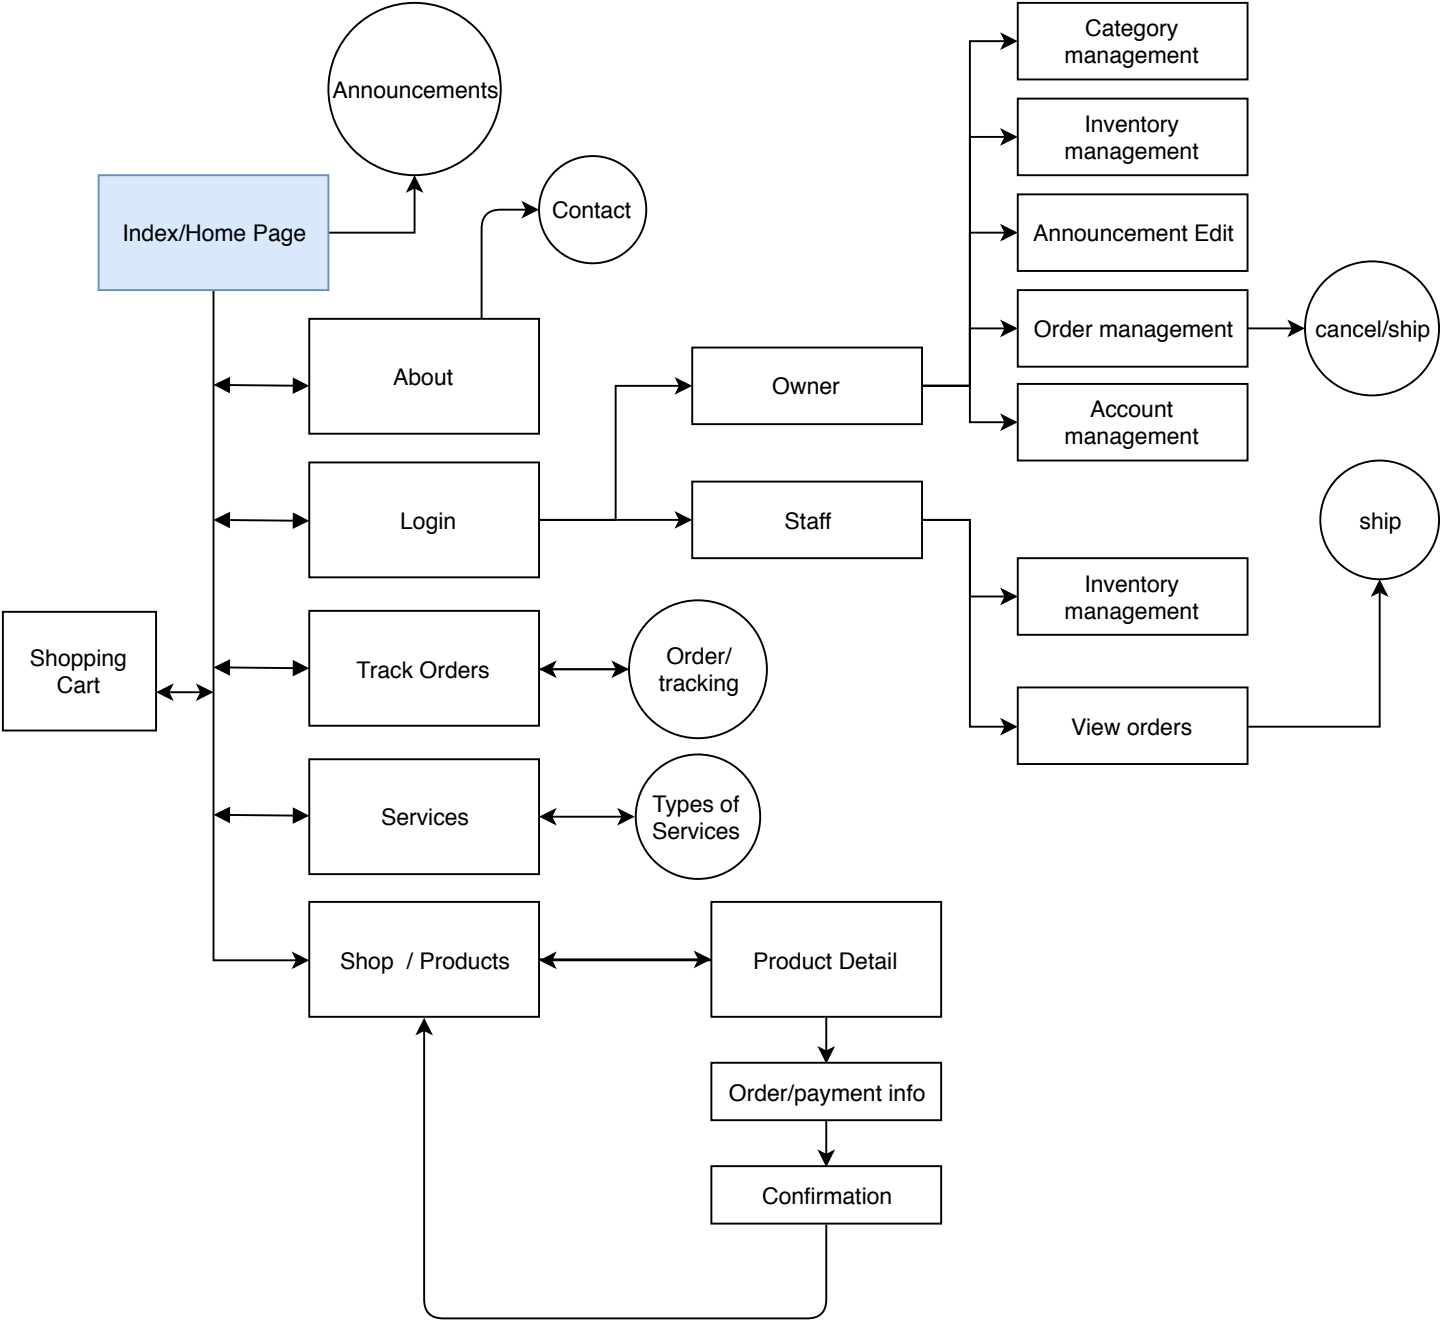 Announcements
Index/Home Page
Contact
About
Login
Shopping
Cart
Track Orders
Order/
tracking
Services
Types of
Services
Shop / Products
Product Detail
Order/payment info
Confirmation
Owner
Staff
Category
management
Inventory
management
Announcement Edit
Order management
cancel/ship
Account
management
ship
Inventory
management
View orders